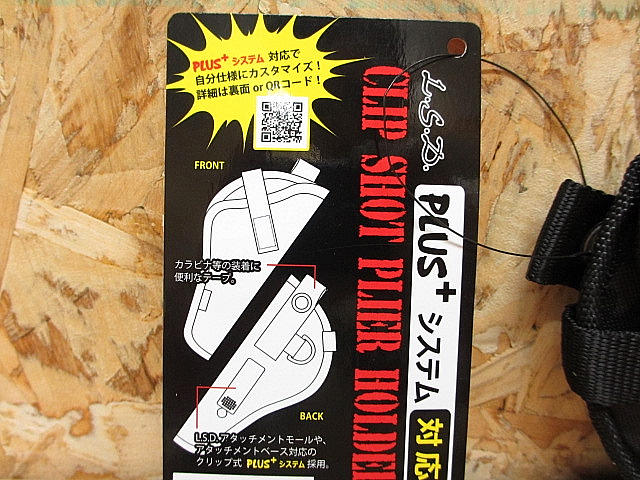 PLUS+ システム 対応で
自分仕様にカスタマイズ!
詳細は裏面 or QRコード!
FRONT
カラビナ等の装着に
便利なテープ。
BACK
L.S.D.アタッチメントモールや、
アタッチメントベース対応の
クリップ式 PLUS+システム 採用。
CLIP SHOT PLIER HOLDER
L.S.D.
PLUS+ システム 対応